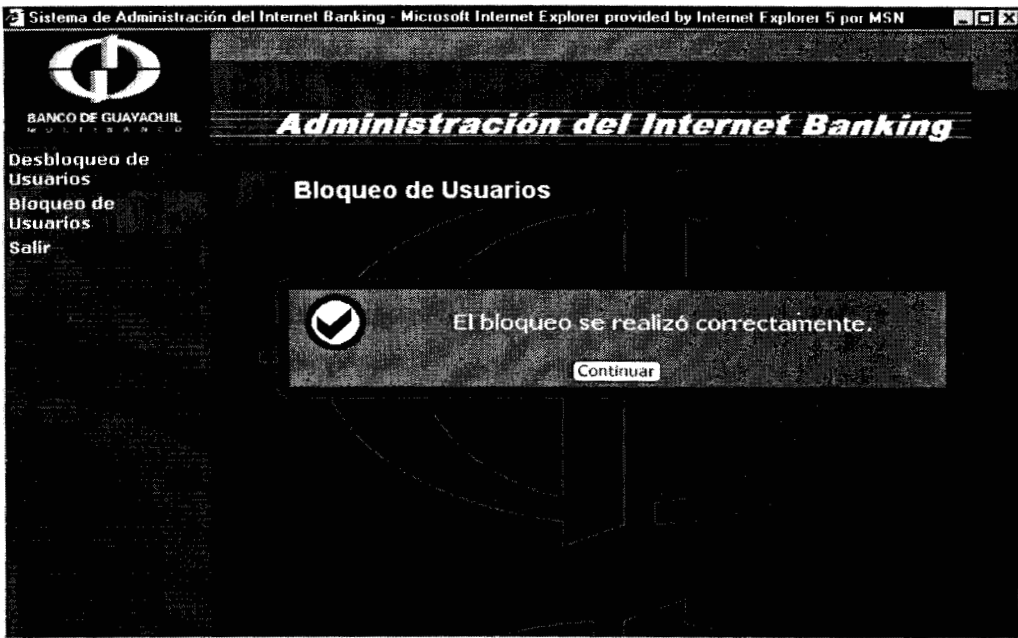 Sistema de Administración del Internet Banking - Microsoft Internet Explorer provided by Internet Explorer 5 por MSN
BANCO DE GUAYAQUIL
MULTIBANCO
Administración del Internet Banking
Desbloqueo de
Usuarios
Bloqueo de
Usuarios
Salir
Bloqueo de Usuarios
El bloqueo se realizó correctamente.
Continuar